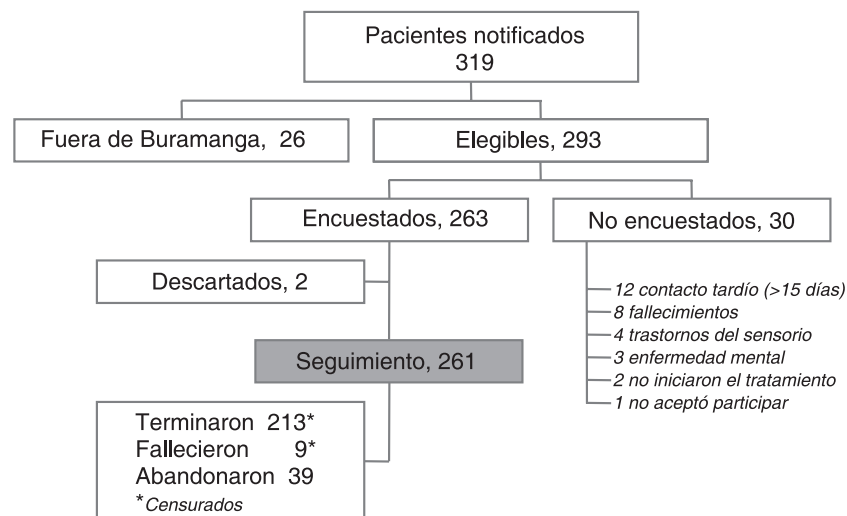 Pacientes notificados
319
Fuera de Buramanga, 26
Elegibles, 293
Encuestados, 263
No encuestados, 30
Descartados, 2
12 contacto tardío (>15 días)
8 fallecimientos
4 trastornos del sensorio
3 enfermedad mental
2 no iniciaron el tratamiento
1 no aceptó participar
Seguimiento, 261
Terminaron 213*
Fallecieron 9*
Abandonaron 39
*Censurados